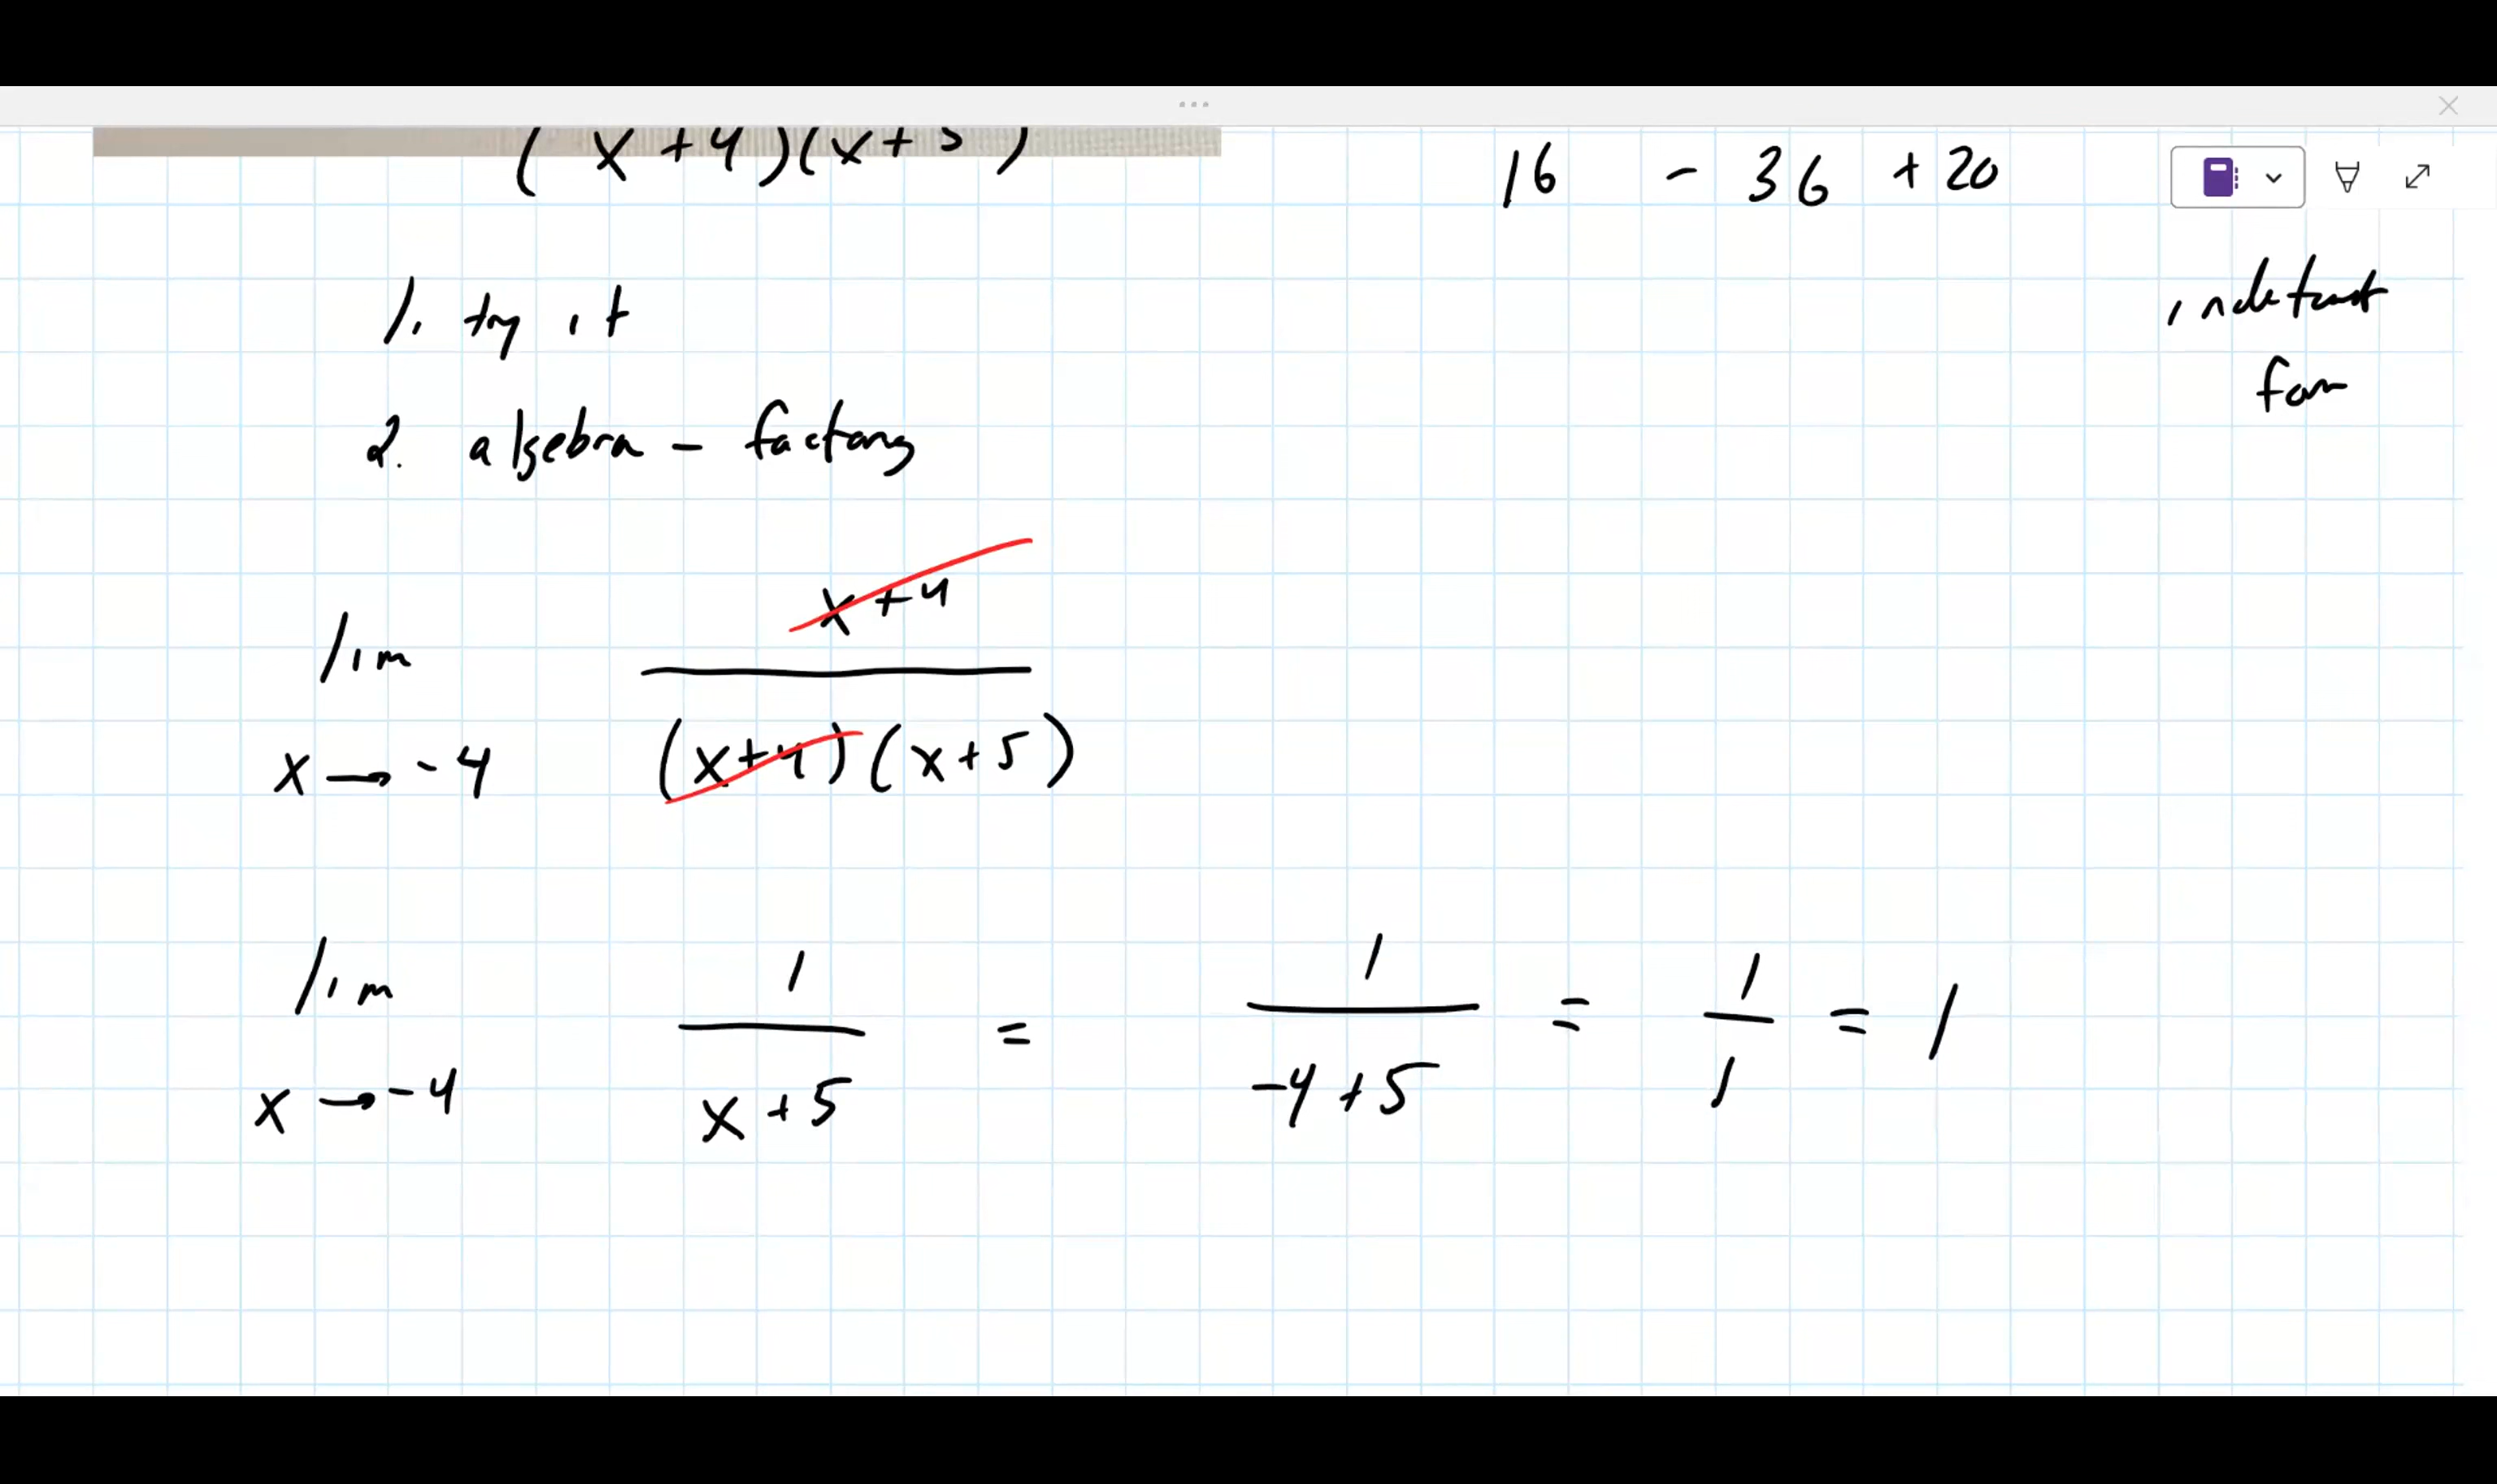 (x+4)(x+5)
16 - 36 + 20
1. try it
indeterminant
form
2. algebra - factoring
lim x→-4 x+4 / (x+4)(x+5)
lim x→-4 1 / x+5 = 1 / -4+5 = 1/1 = 1